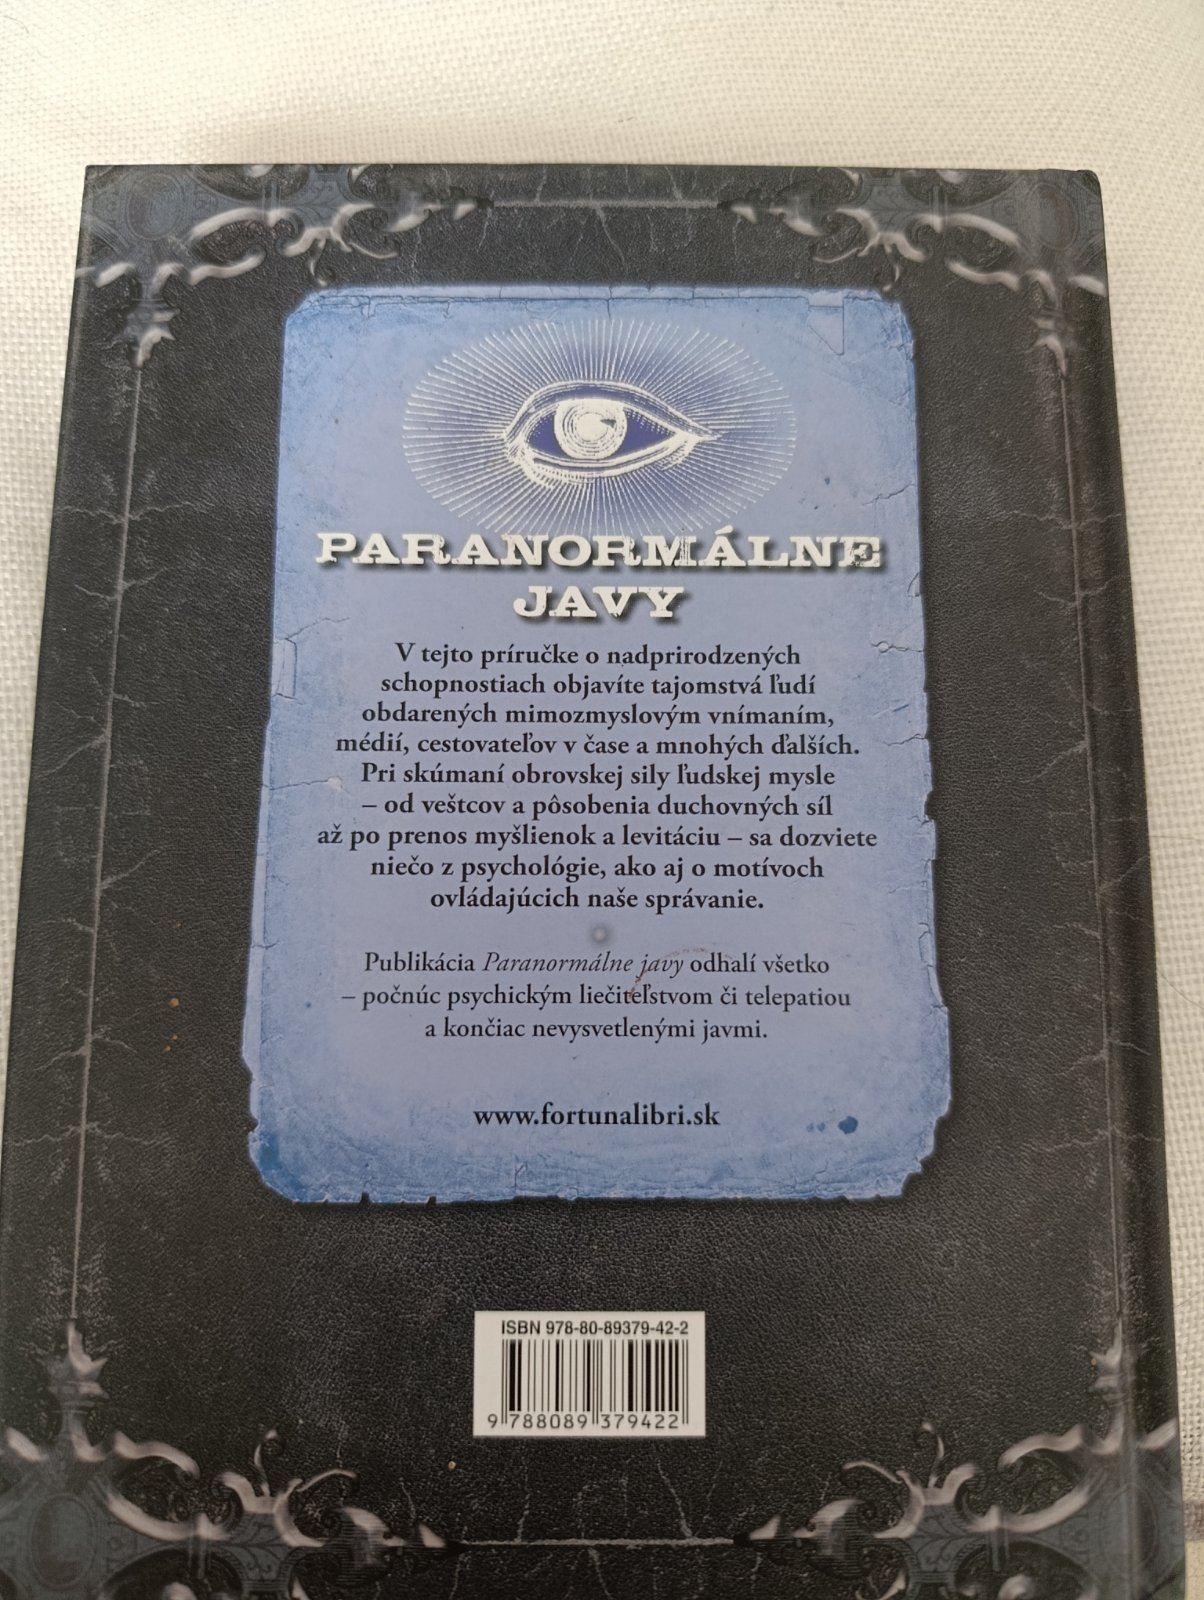 PARANORMÁLNE
JAVY
V tejto príručke o nadprirodzených
schopnostiach objavíte tajomstvá ľudí
obdarených mimozmyslovým vnímaním,
médií, cestovateľov v čase a mnohých ďalších.
Pri skúmaní obrovskej sily ľudskej mysle
– od veštcov a pôsobenia duchovných síl
až po prenos myšlienok a levitáciu – sa dozviete
niečo z psychológie, ako aj o motívoch
ovládajúcich naše správanie.
Publikácia Paranormálne javy odhalí všetko
– počnúc psychickým liečiteľstvom či telepatiou
a končiac nevysvetlenými javmi.
www.fortunalibri.sk
ISBN 978-80-89379-42-2
9 788089 379422